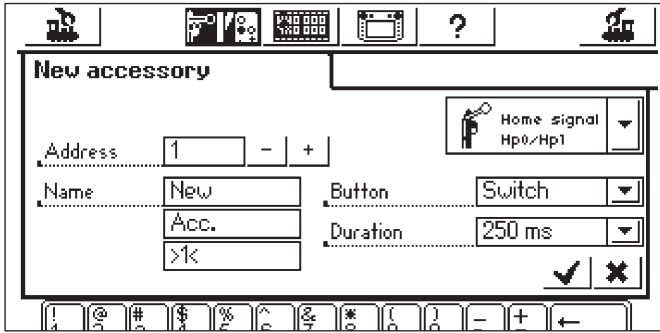 ?
New accessory
Home signal
Hp0/Hp1
Address 1 - +
Name New Button Switch
Acc. Duration 250 ms
>1<
! @ # $ % ^ & * ( ) _ + ←